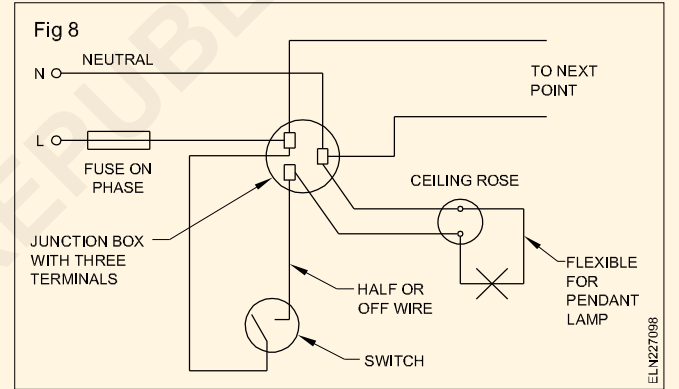 Fig 8
NEUTRAL
N
TO NEXT
POINT
L
FUSE ON
PHASE
CEILING ROSE
JUNCTION BOX
WITH THREE
TERMINALS
HALF OR
OFF WIRE
FLEXIBLE
FOR
PENDANT
LAMP
SWITCH
ELN227098